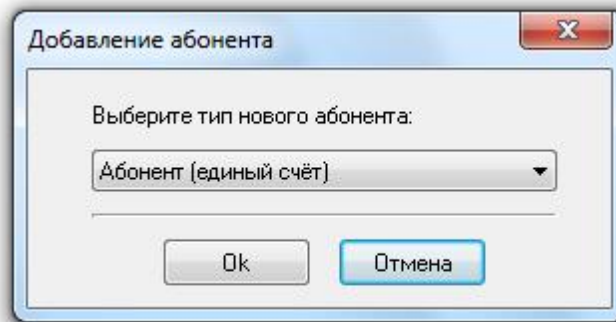 Добавление абонента
Выберите тип нового абонента:
Абонент (единый счёт)
Ok
Отмена